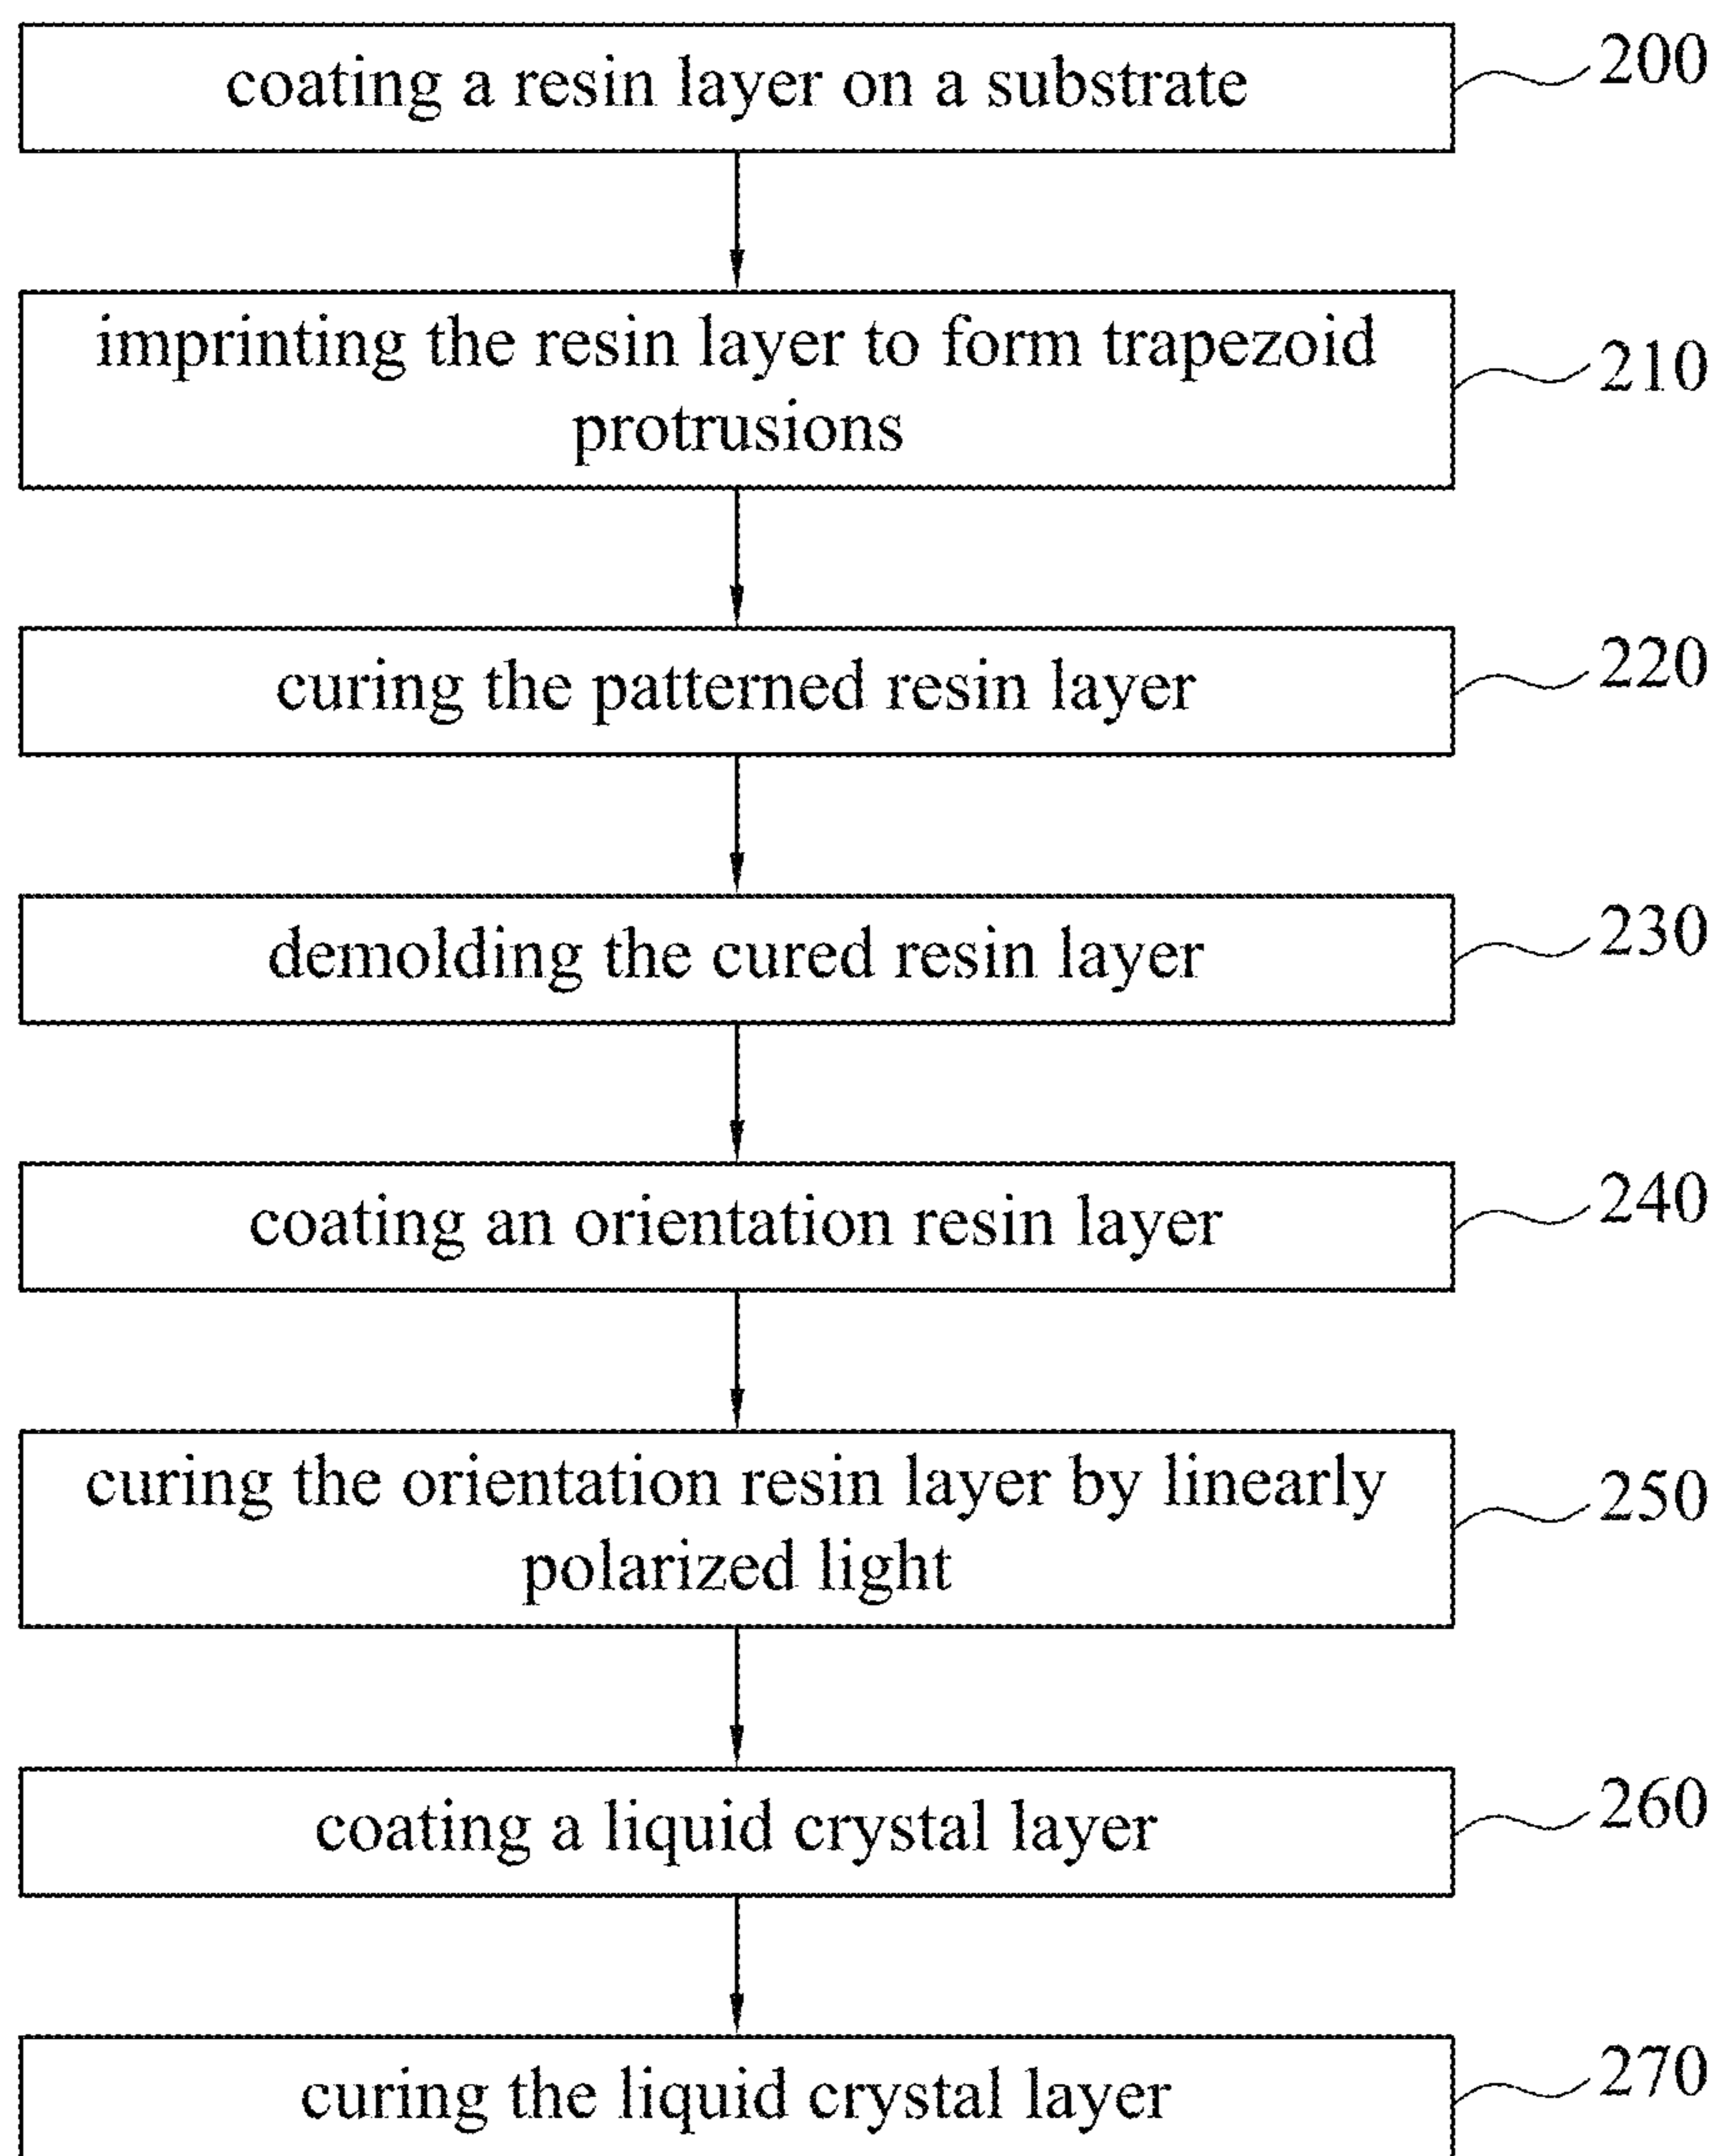 coating a resin layer on a substrate
200
imprinting the resin layer to form trapezoid
protrusions
210
curing the patterned resin layer
220
demolding the cured resin layer
230
coating an orientation resin layer
240
curing the orientation resin layer by linearly
polarized light
250
coating a liquid crystal layer
260
curing the liquid crystal layer
270